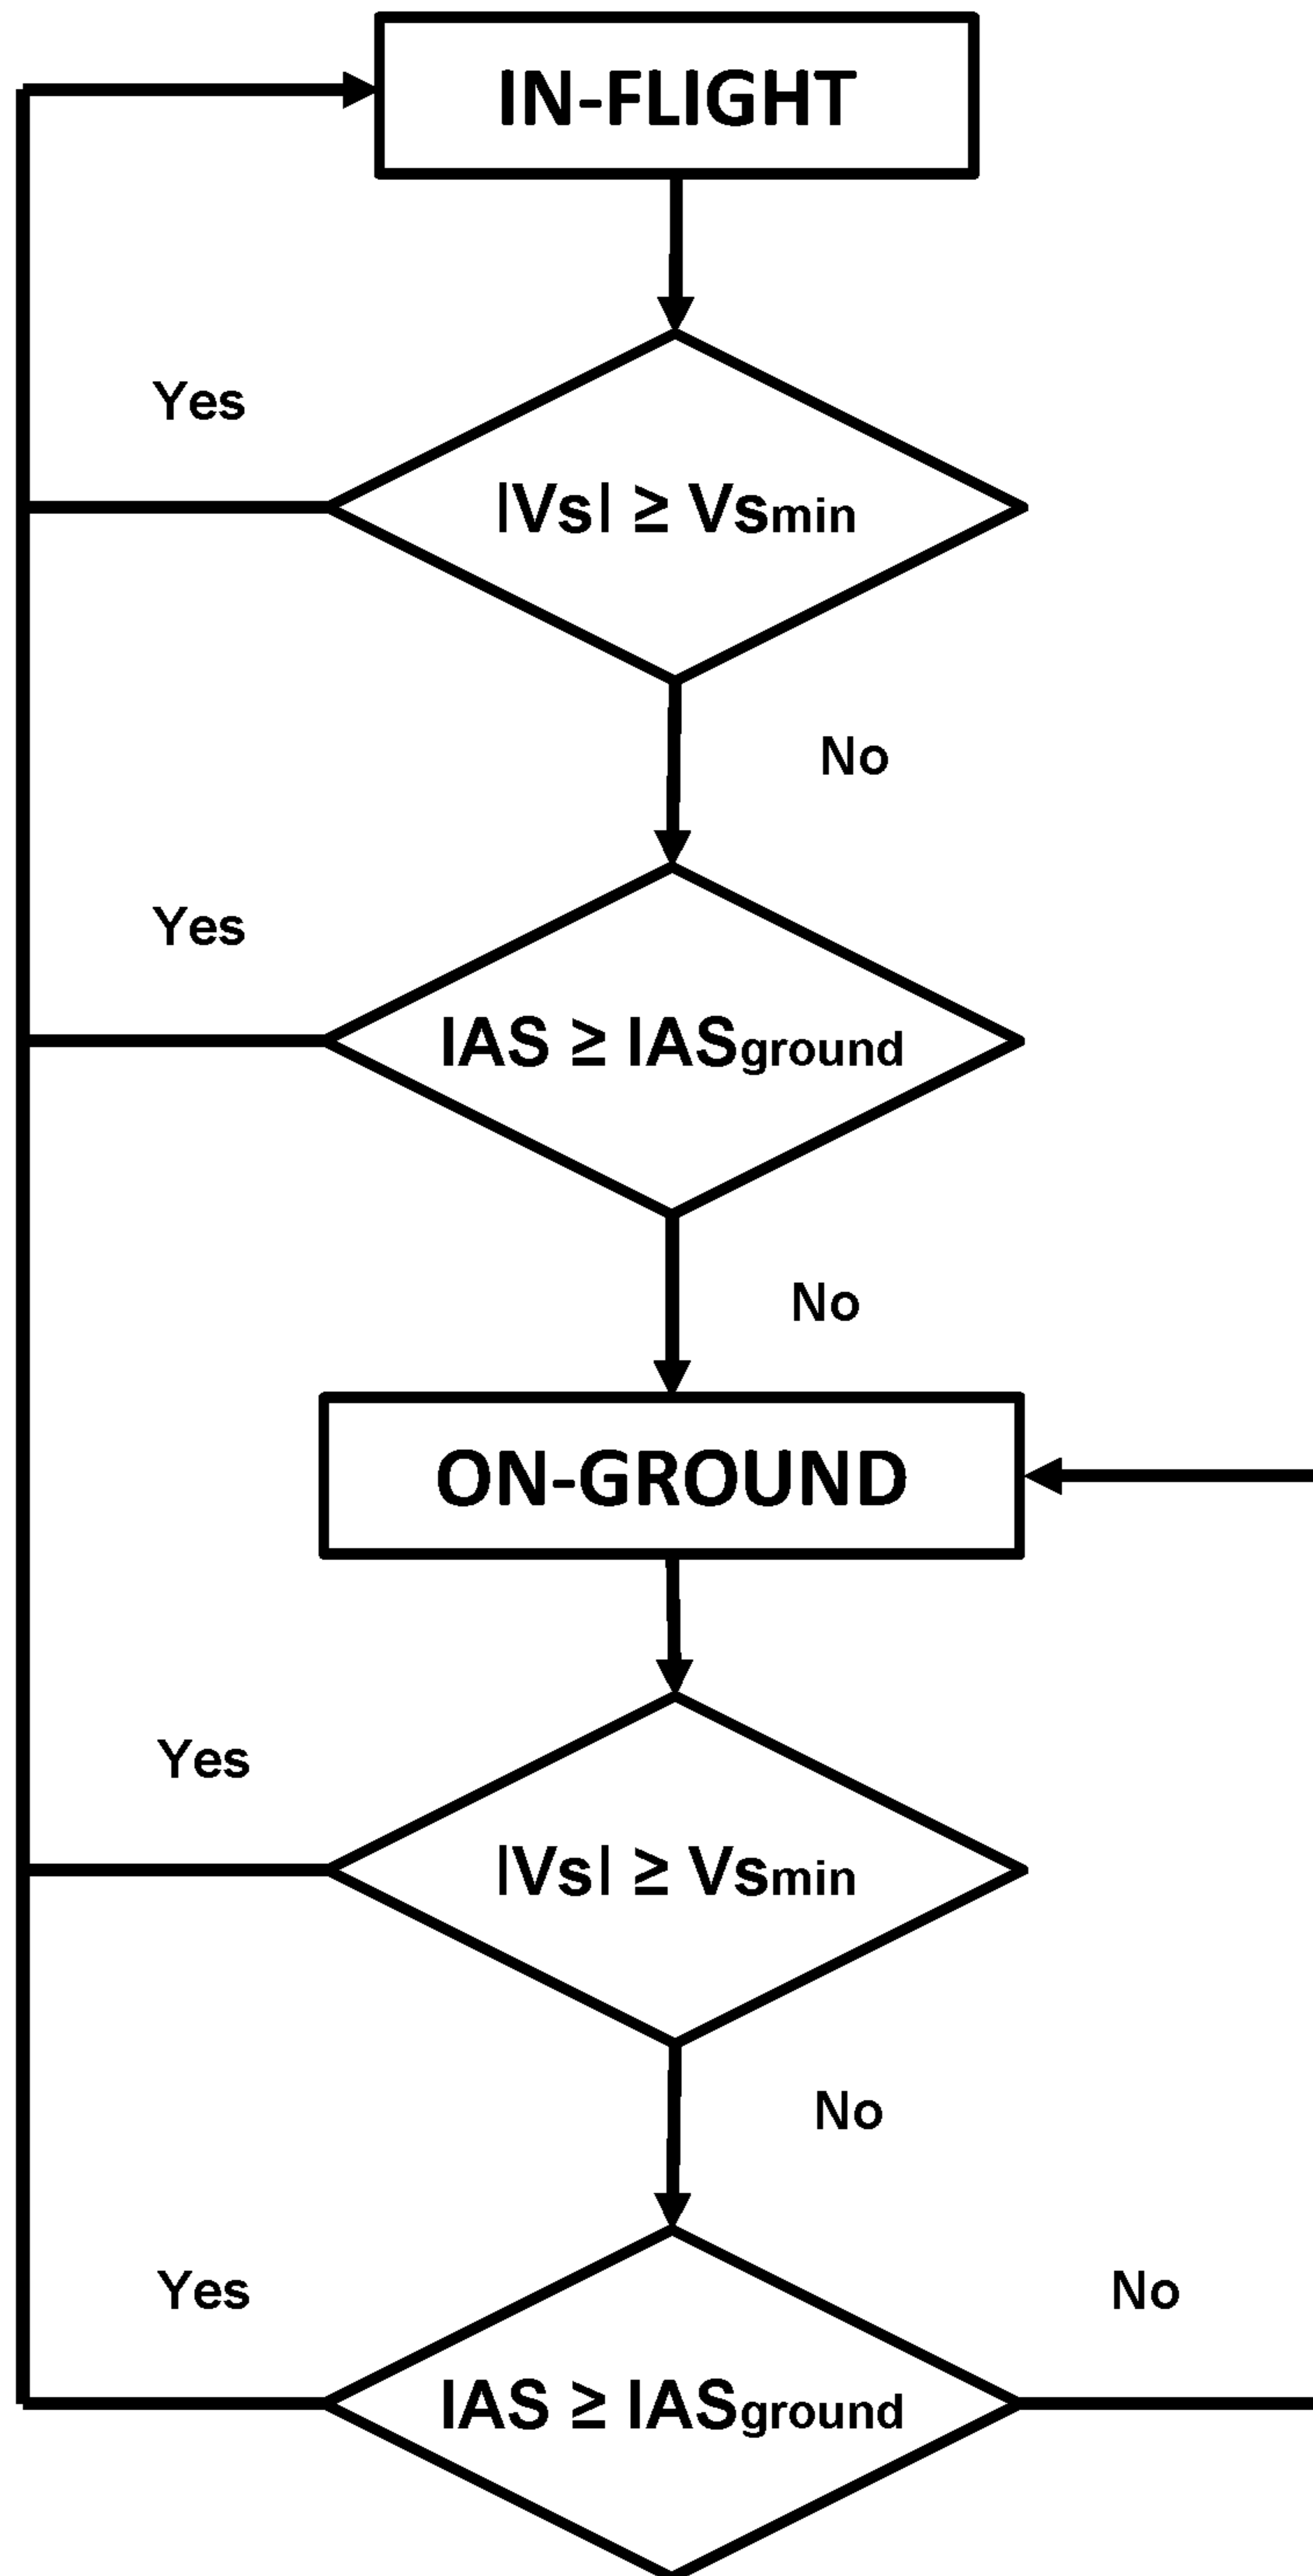 IN-FLIGHT
Yes
|Vs| ≥ Vsmin
No
Yes
IAS ≥ IASground
No
ON-GROUND
Yes
|Vs| ≥ Vsmin
No
Yes
No
IAS ≥ IASground